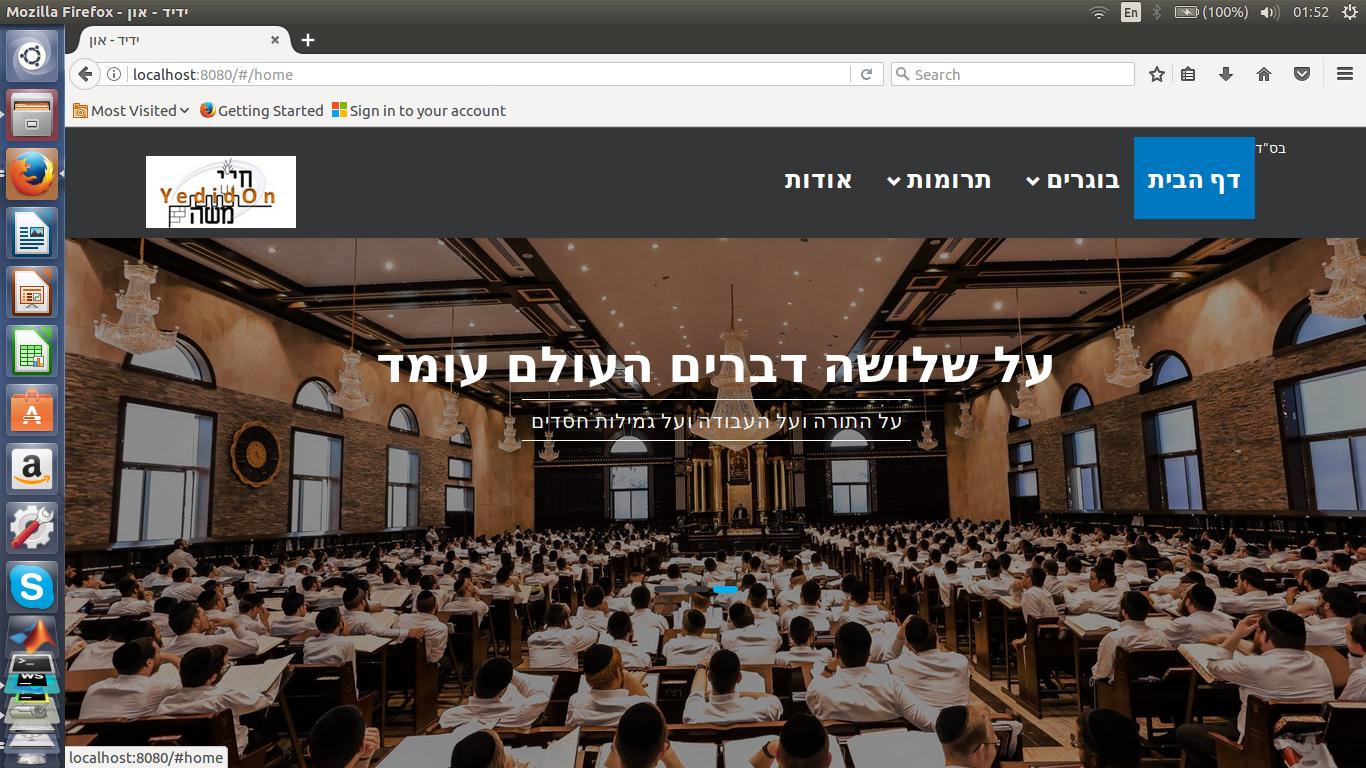 ידיד - און - Mozilla Firefox
En
(100%)
01:52
ידיד - און
localhost:8080/#/home
Search
Most Visited
Getting Started
Sign in to your account
בס"ד
דף הבית
בוגרים
תרומות
אודות
חיי
YedidOn
משה
על שלושה דברים העולם עומד
על התורה ועל העבודה ועל גמילות חסדים
localhost:8080/#home